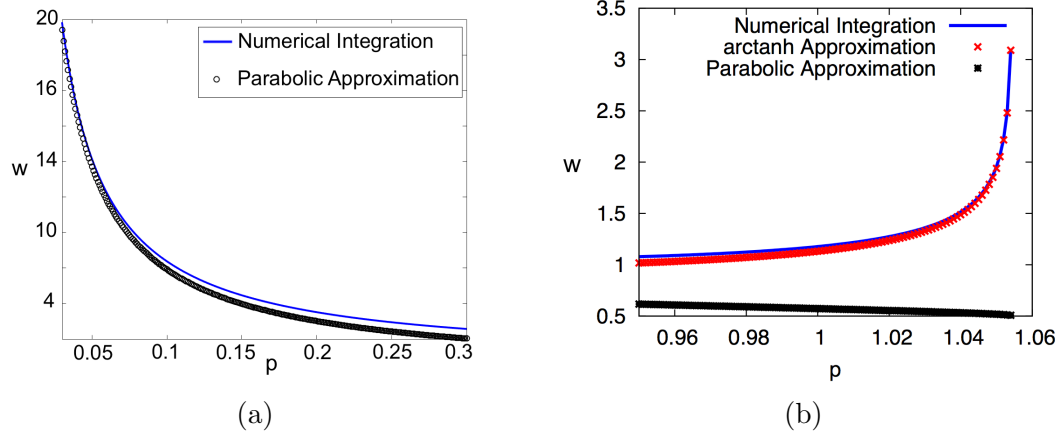 20
16
14
10
4
w
0.05 0.1 0.15 0.2 0.25 0.3
p
Numerical Integration
Parabolic Approximation
(a)
3.5
3
2.5
2
1.5
1
0.5
w
0.96 0.98 1 1.02 1.04 1.06
p
Numerical Integration
arctanh Approximation
Parabolic Approximation
(b)